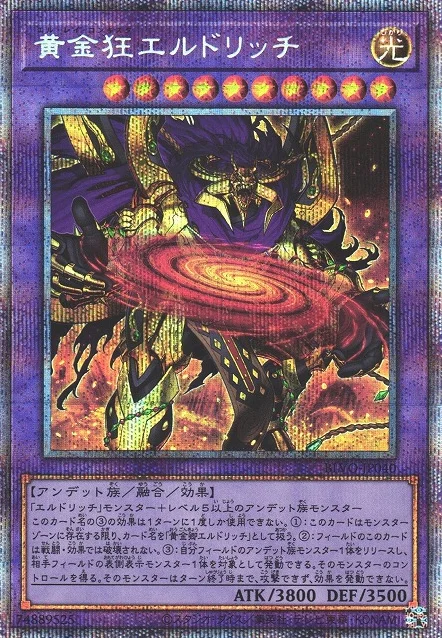 黄金狂エルドリッチ
光
BLVO-JP040
【アンデット族／融合／効果】
「エルドリッチ」モンスター＋レベル5以上のアンデット族モンスター
このカード名の③の効果は1ターンに1度しか使用できない。①：このカードはモンスター
ゾーンに存在する限り、カード名を「黄金卿エルドリッチ」として扱う。②：フィールドのこのカード
は戦闘・効果では破壊されない。③：自分フィールドのアンデット族モンスター1体をリリースし、
相手フィールドの表側表示モンスター1体を対象として発動できる。そのモンスターのコン
トロールを得る。そのモンスターはターン終了時まで、攻撃できず、効果を発動できない。
ATK/3800 DEF/3500
24889525
KONAMI